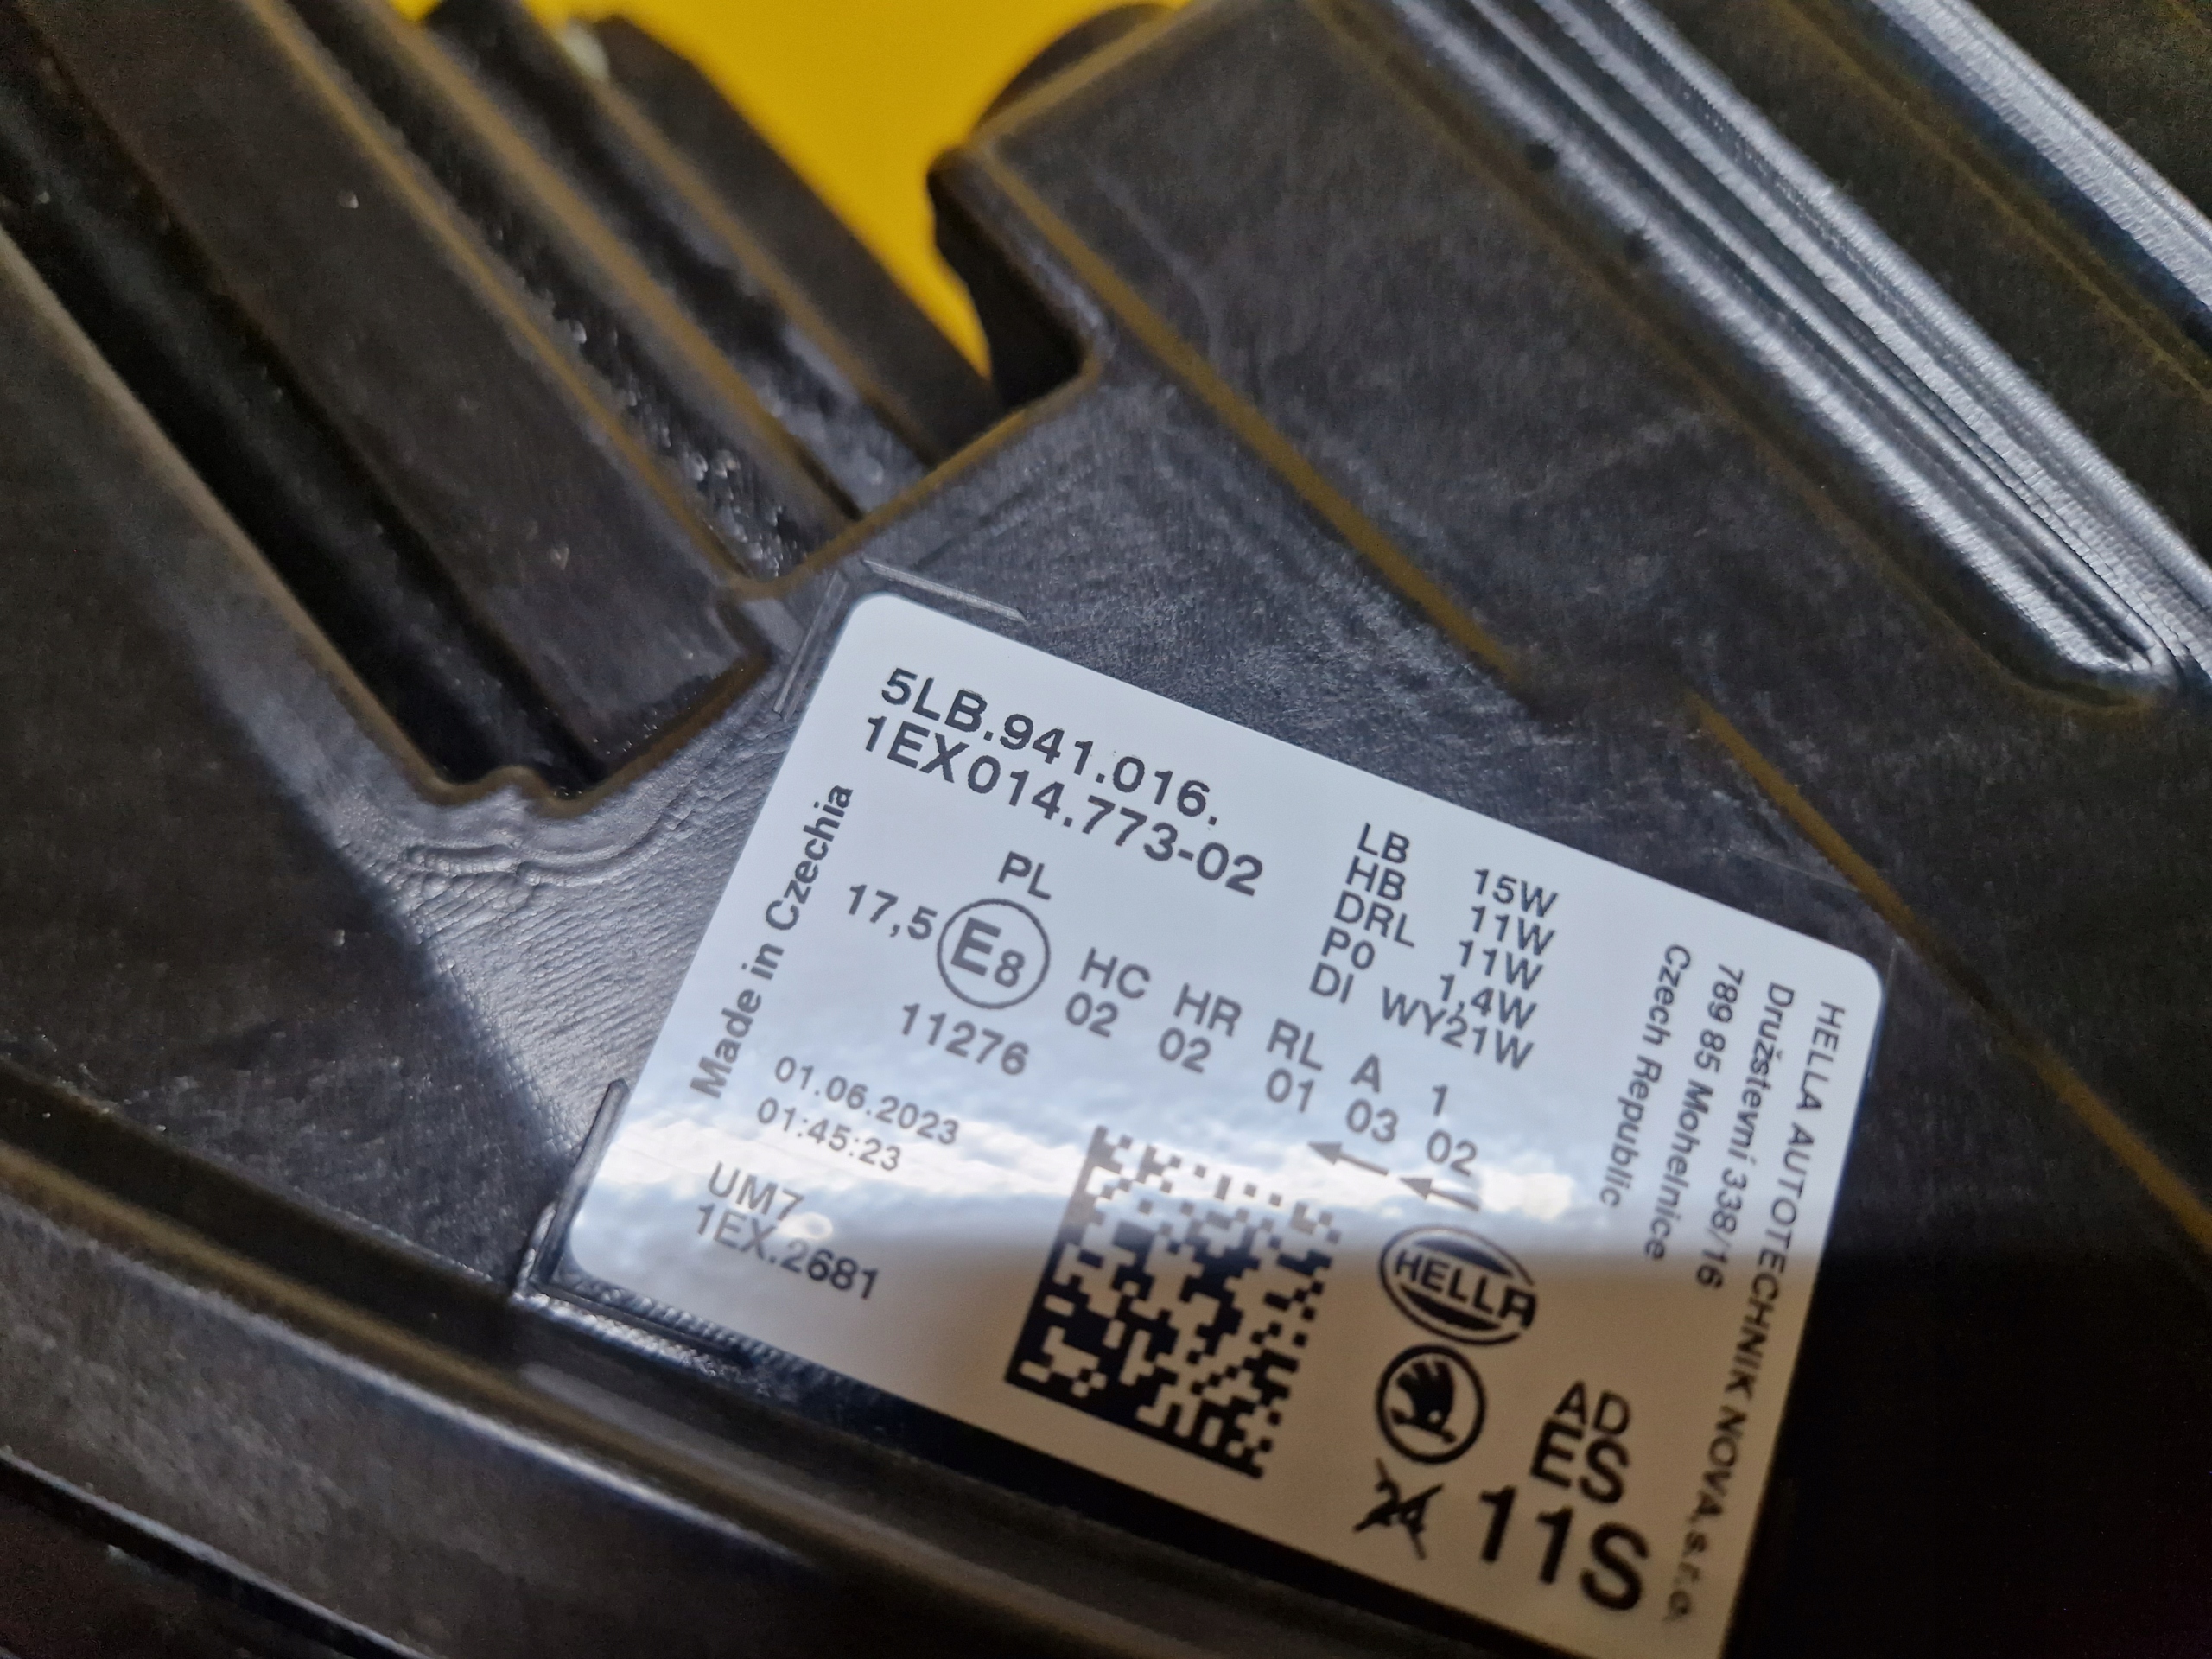 5LB.941.016.
1EX014.773-02
LB 15W
HB 11W
DRL 11W
PO 1,4W
DI WY21W
PL
17,5 E8 HC HR RL A 1
02 02 01 03 02
11276
Made in Czechia
01.06.2023
01:45:23
UM7
1EX.2681
HELLA
AD
ES
24 11S
HELLA AUTOTECHNIK NOVA,s.r.o.
Družstevní 338/16
789 85 Mohelnice
Czech Republic